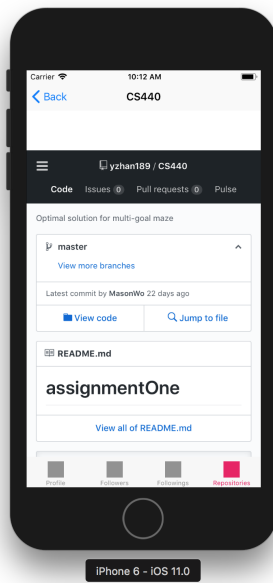 Carrier 10:12 AM
Back CS440
yzhan189 / CS440
Code Issues 0 Pull requests 0 Pulse
Optimal solution for multi-goal maze
master
View more branches
Latest commit by MasonWo 22 days ago
View code Jump to file
README.md
assignmentOne
View all of README.md
Profile Followers Followings Repositories
iPhone 6 - iOS 11.0